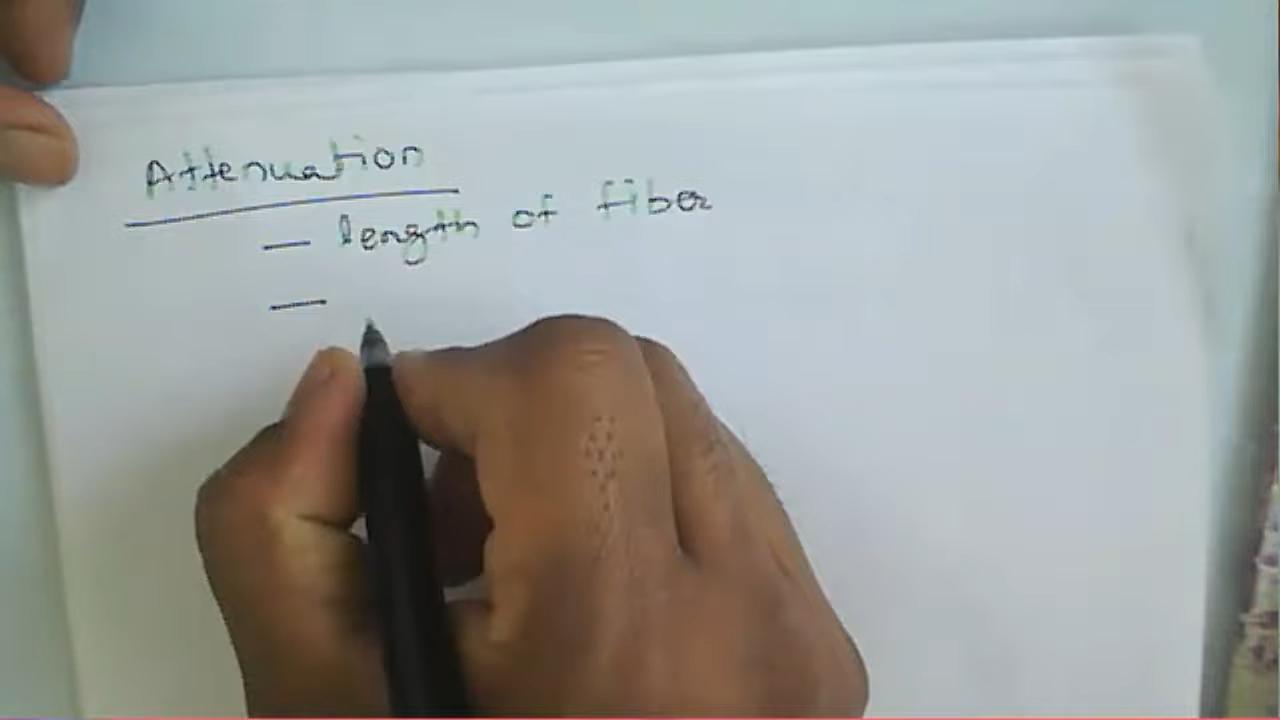 Attenuation
— length of fiber
—